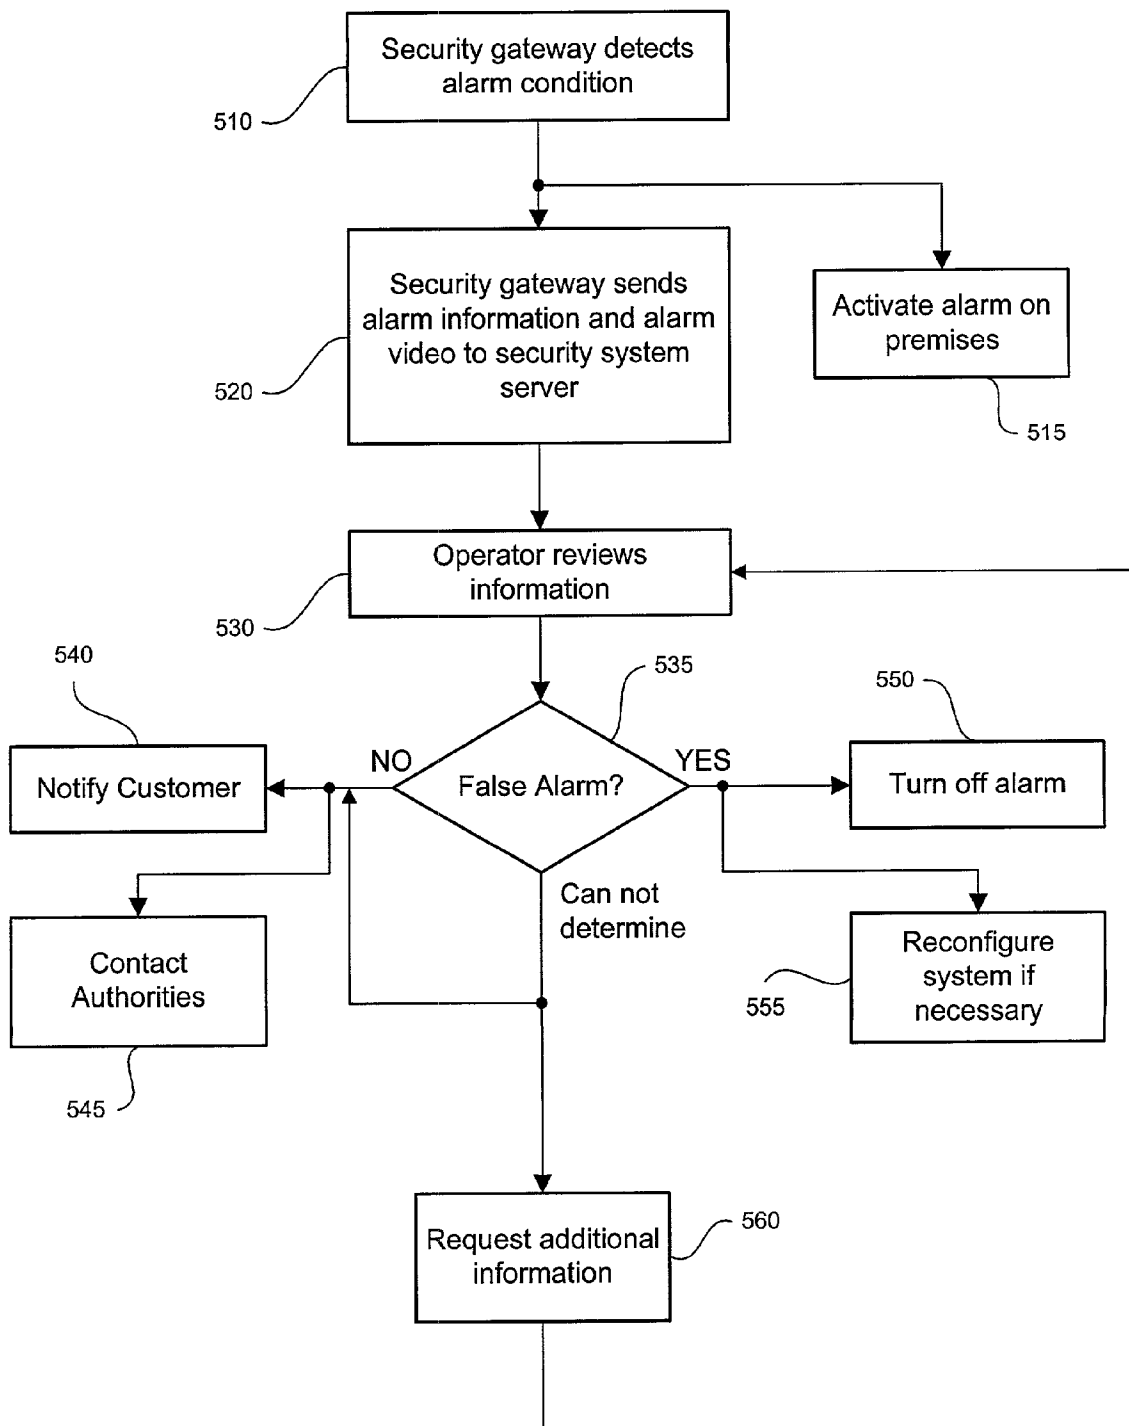 Security gateway detects
alarm condition
510
Security gateway sends
alarm information and alarm
video to security system
server
520
Activate alarm on
premises
515
Operator reviews
information
530
535
540
550
NO
YES
Notify Customer
False Alarm?
Turn off alarm
Can not
determine
Contact
Authorities
545
Reconfigure
system if
necessary
555
Request additional
information
560